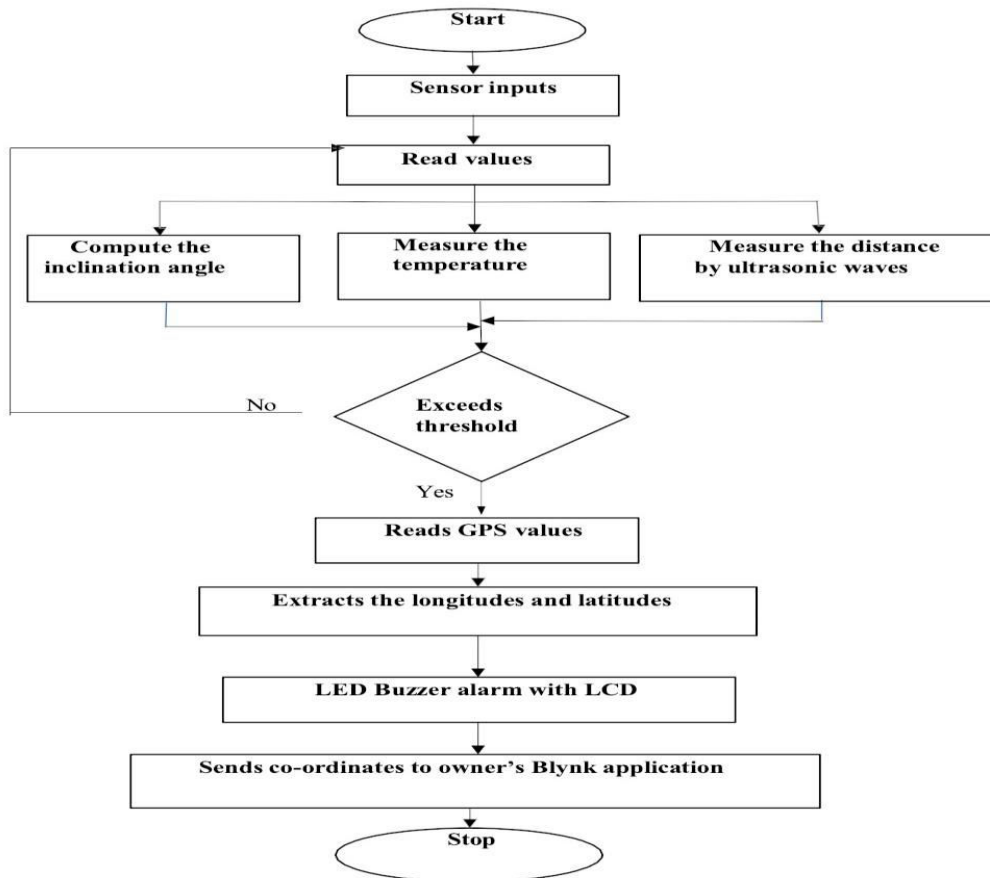 Start
Sensor inputs
Read values
Compute the
inclination angle
Measure the
temperature
Measure the distance
by ultrasonic waves
No
Exceeds
threshold
Yes
Reads GPS values
Extracts the longitudes and latitudes
LED Buzzer alarm with LCD
Sends co-ordinates to owner’s Blynk application
Stop